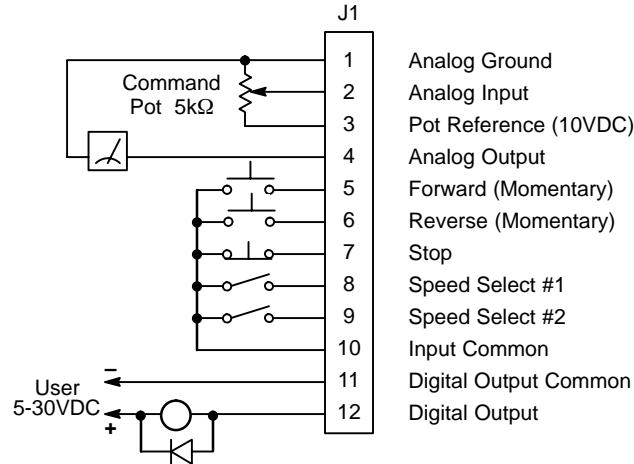 J1
1 Analog Ground
Command
Pot 5kΩ
2 Analog Input
3 Pot Reference (10VDC)
4 Analog Output
5 Forward (Momentary)
6 Reverse (Momentary)
7 Stop
8 Speed Select #1
9 Speed Select #2
10 Input Common
11 Digital Output Common
User
5-30VDC
−
+
12 Digital Output